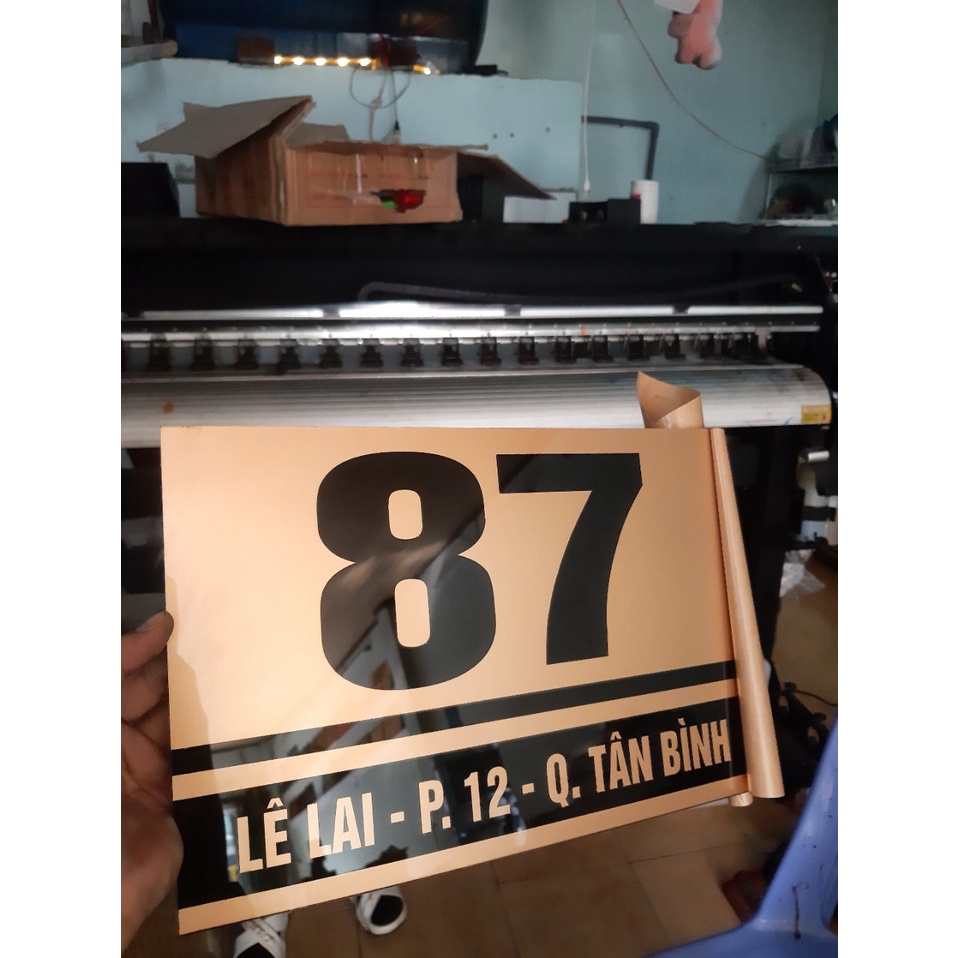 87
LÊ LAI - P. 12 - Q. TÂN BÌNH